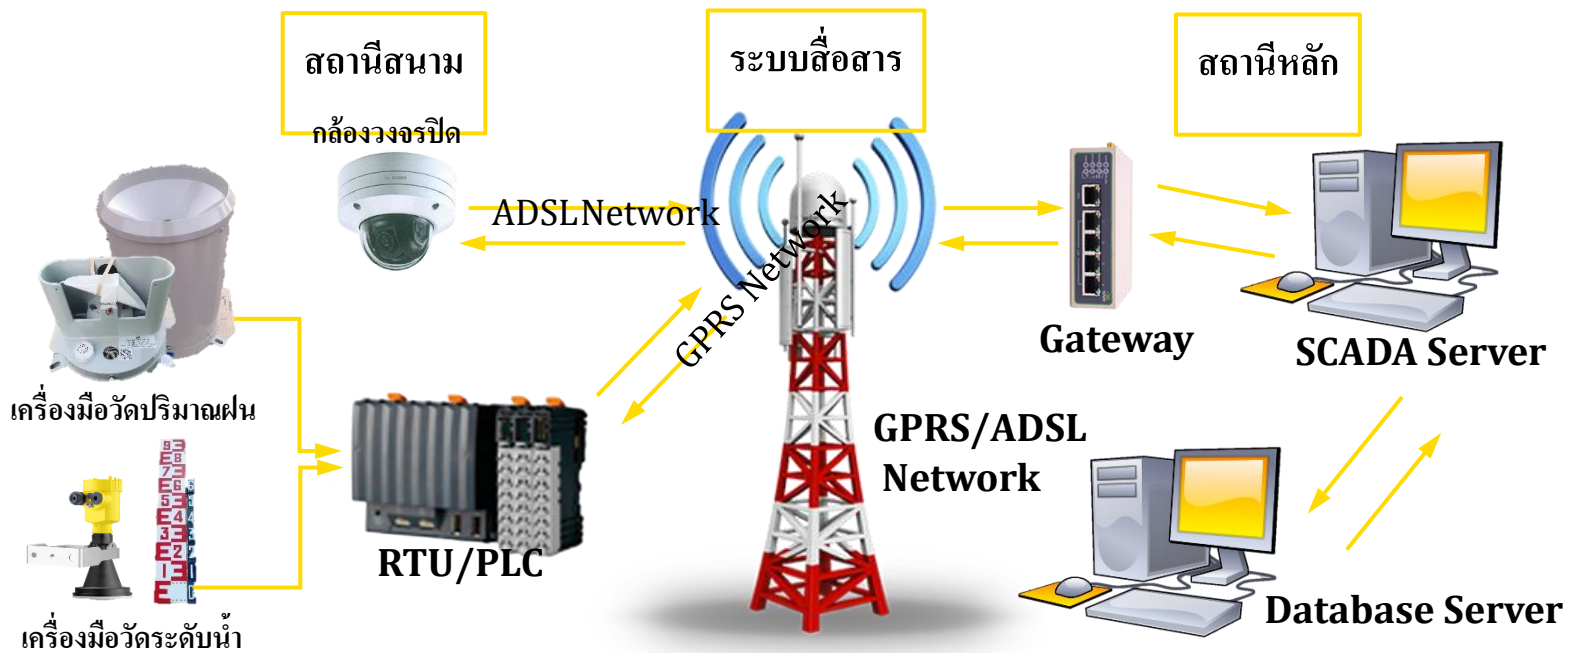 สถานีสนาม
ระบบสื่อสาร
สถานีหลัก
กล้องวงจรปิด
ADSL Network
GPRS Network
Gateway
SCADA Server
เครื่องมือวัดปริมาณฝน
RTU/PLC
GPRS/ADSL
Network
เครื่องมือวัดระดับน้ำ
Database Server